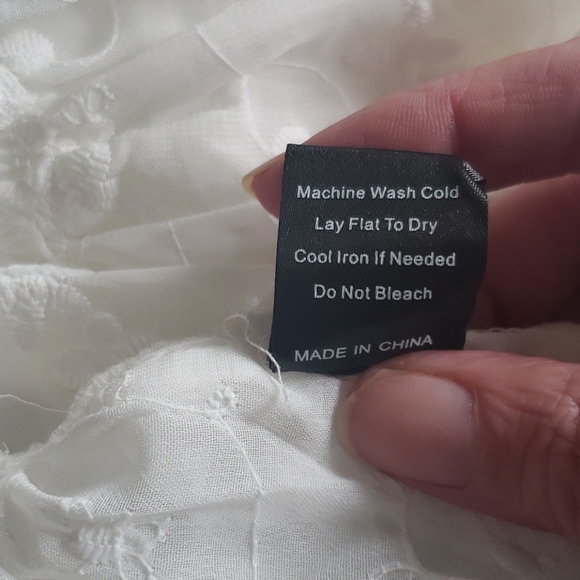 Machine Wash Cold
Lay Flat To Dry
Cool Iron If Needed
Do Not Bleach
MADE IN CHINA